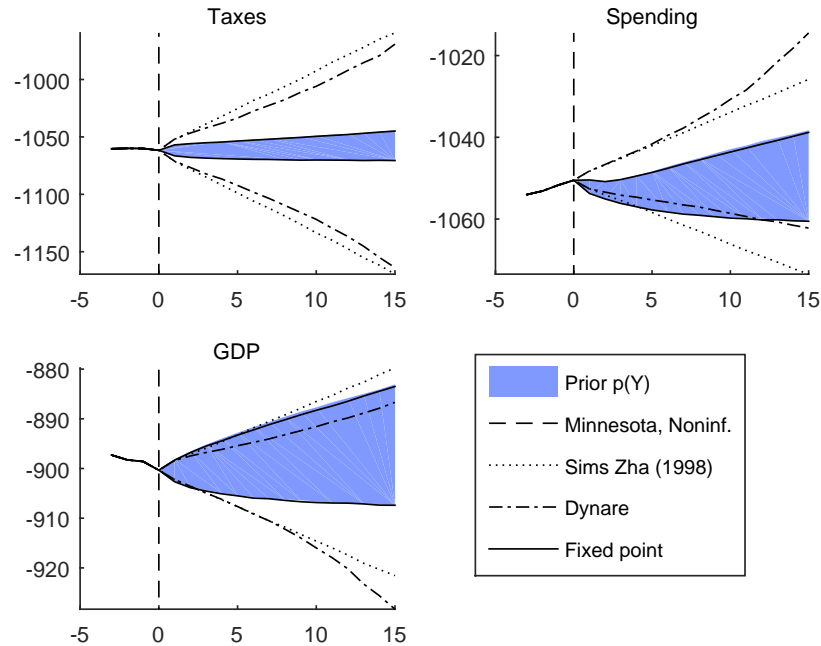 Taxes
-1000
-1050
-1100
-1150
-5 0 5 10 15
Spending
-1020
-1040
-1060
-5 0 5 10 15
GDP
-880
-890
-900
-910
-920
-5 0 5 10 15
Prior p(Y)
Minnesota, Noninf.
Sims Zha (1998)
Dynare
Fixed point